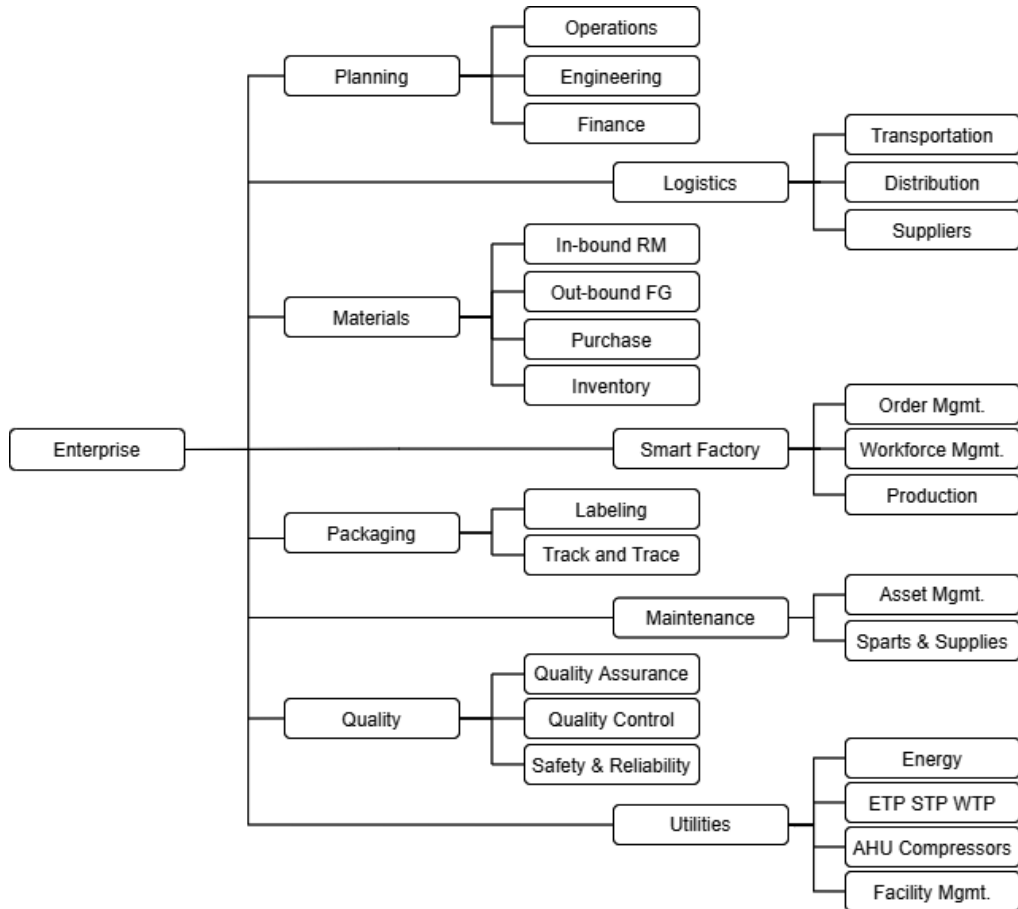 Operations
Planning
Engineering
Finance
Transportation
Logistics
Distribution
Suppliers
In-bound RM
Out-bound FG
Materials
Purchase
Inventory
Order Mgmt.
Enterprise
Smart Factory
Workforce Mgmt.
Production
Labeling
Packaging
Track and Trace
Asset Mgmt.
Maintenance
Sparts & Supplies
Quality Assurance
Quality
Quality Control
Safety & Reliability
Energy
ETP STP WTP
Utilities
AHU Compressors
Facility Mgmt.